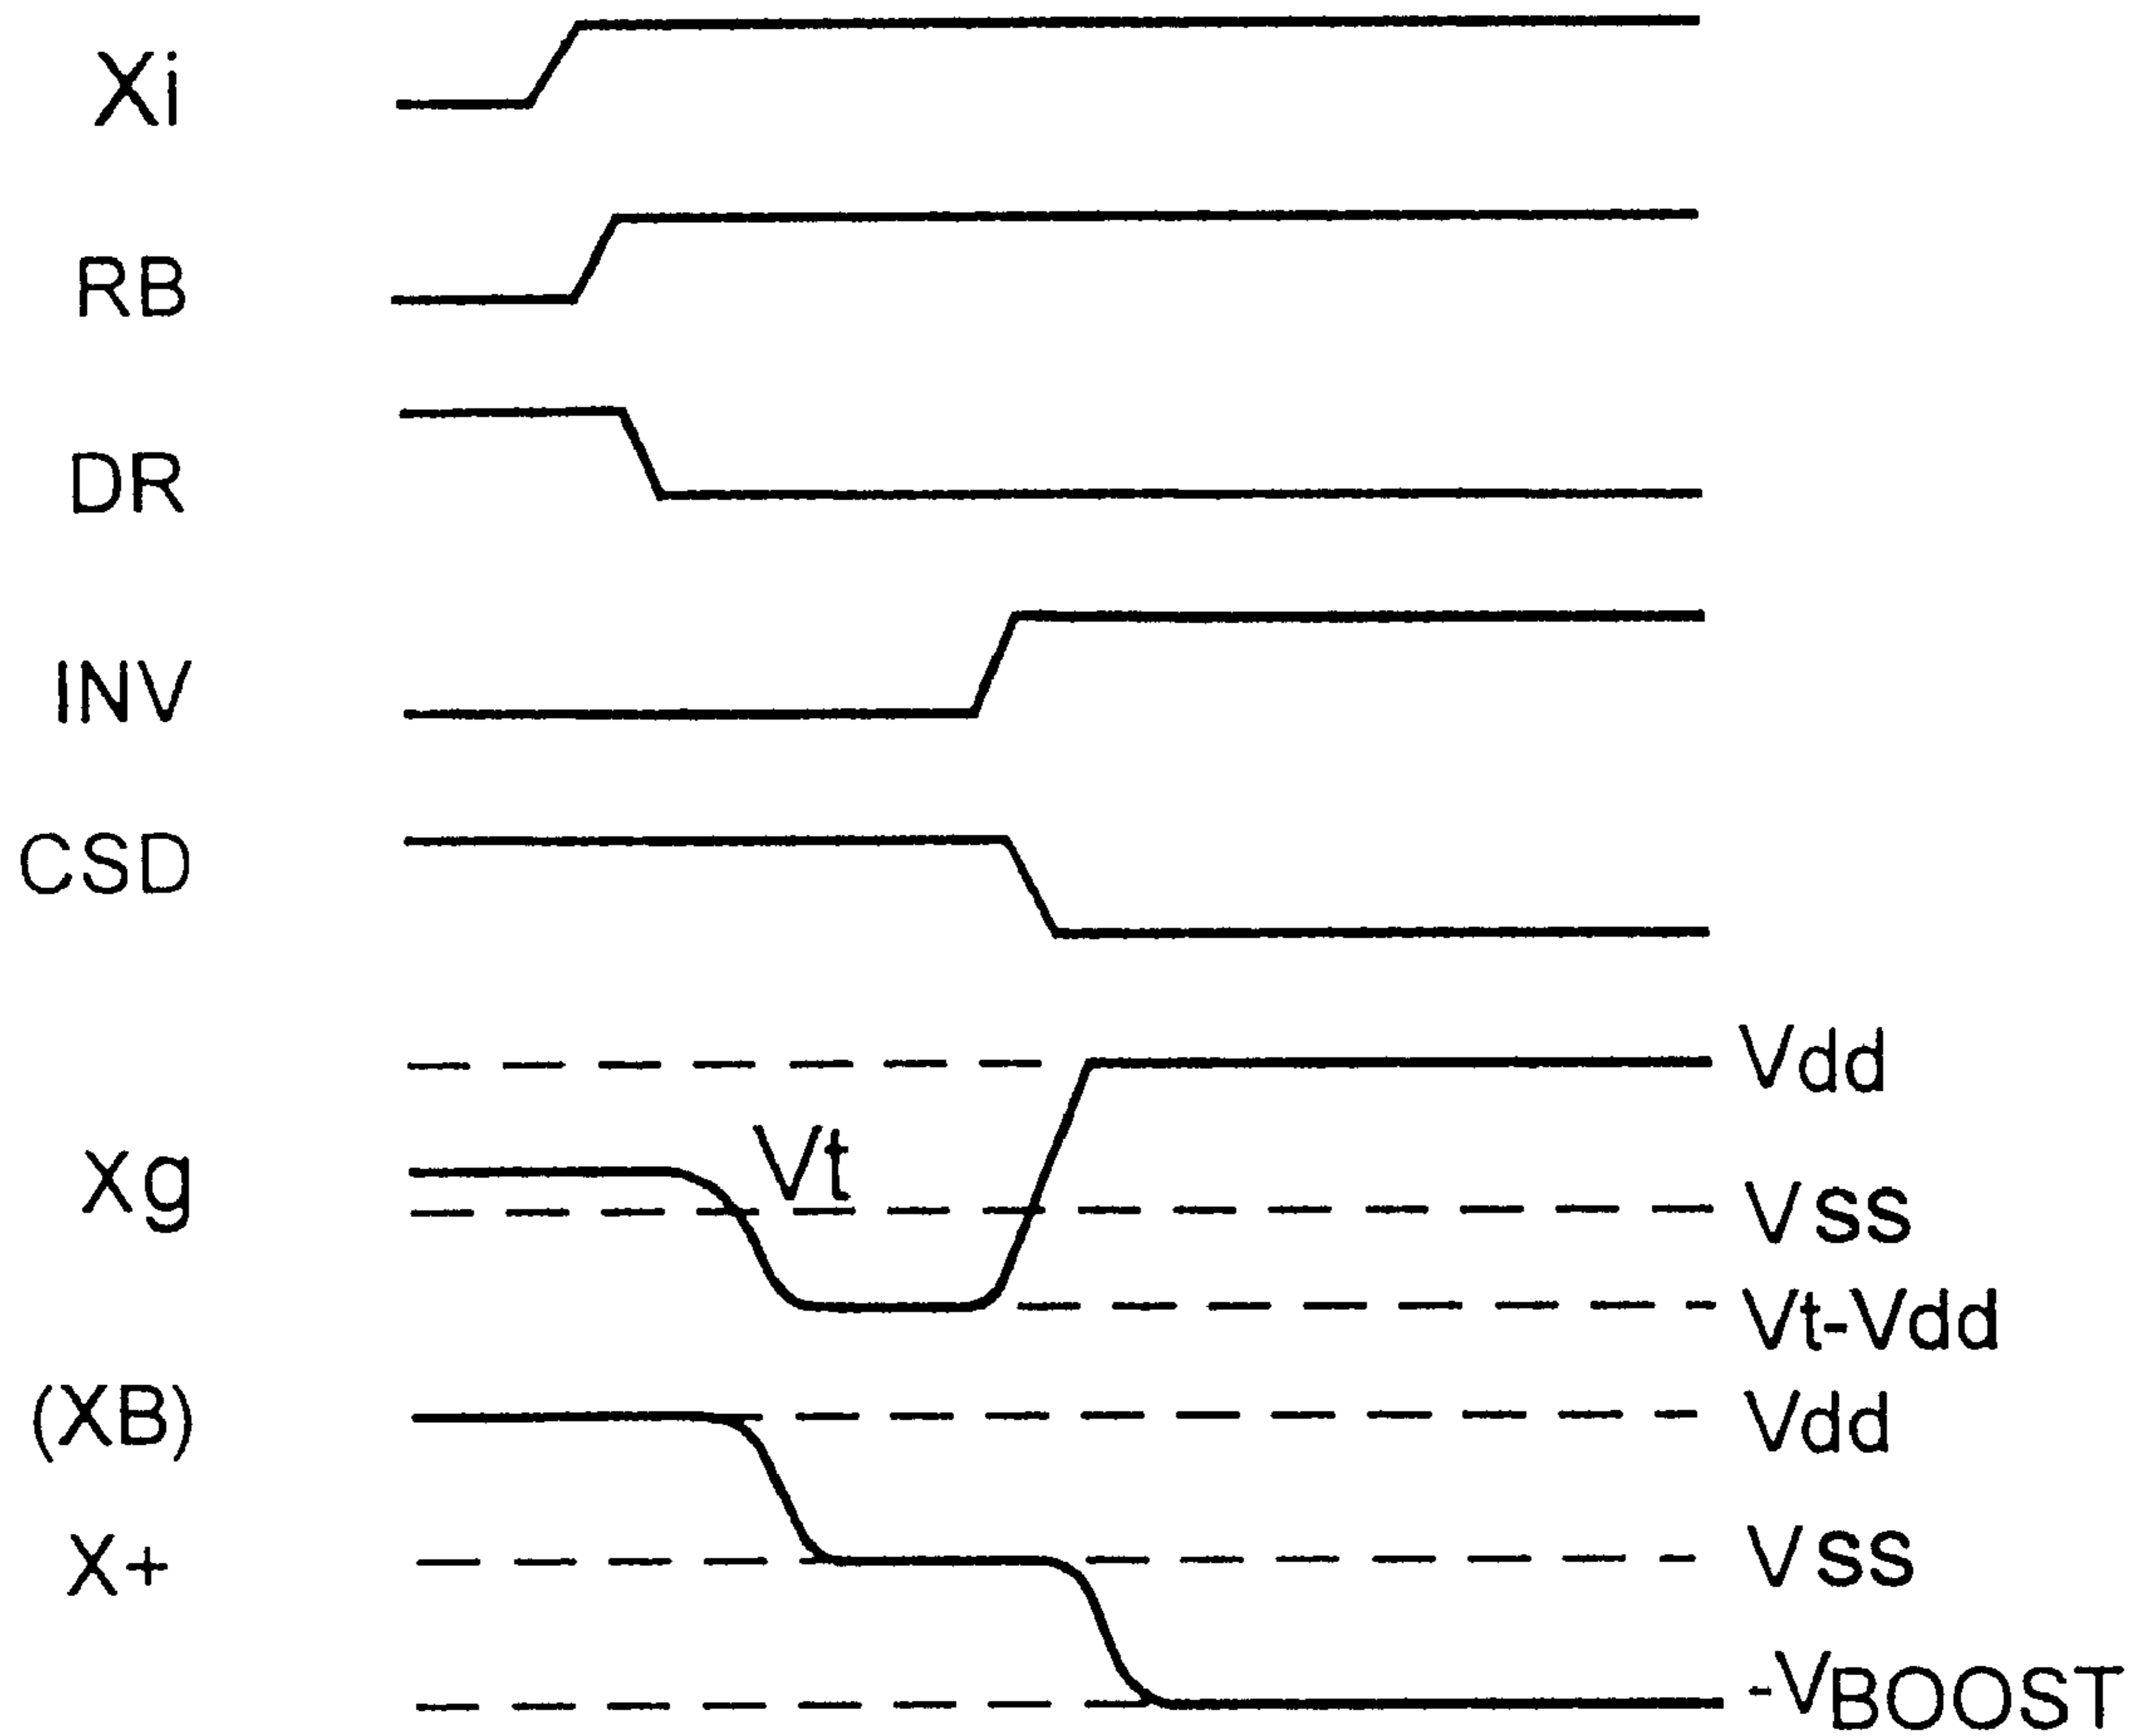 Xi
RB
DR
INV
CSD
Vdd
Vt
Xg
VSS
Vt-Vdd
(XB)
Vdd
X+
VSS
-VBOOST